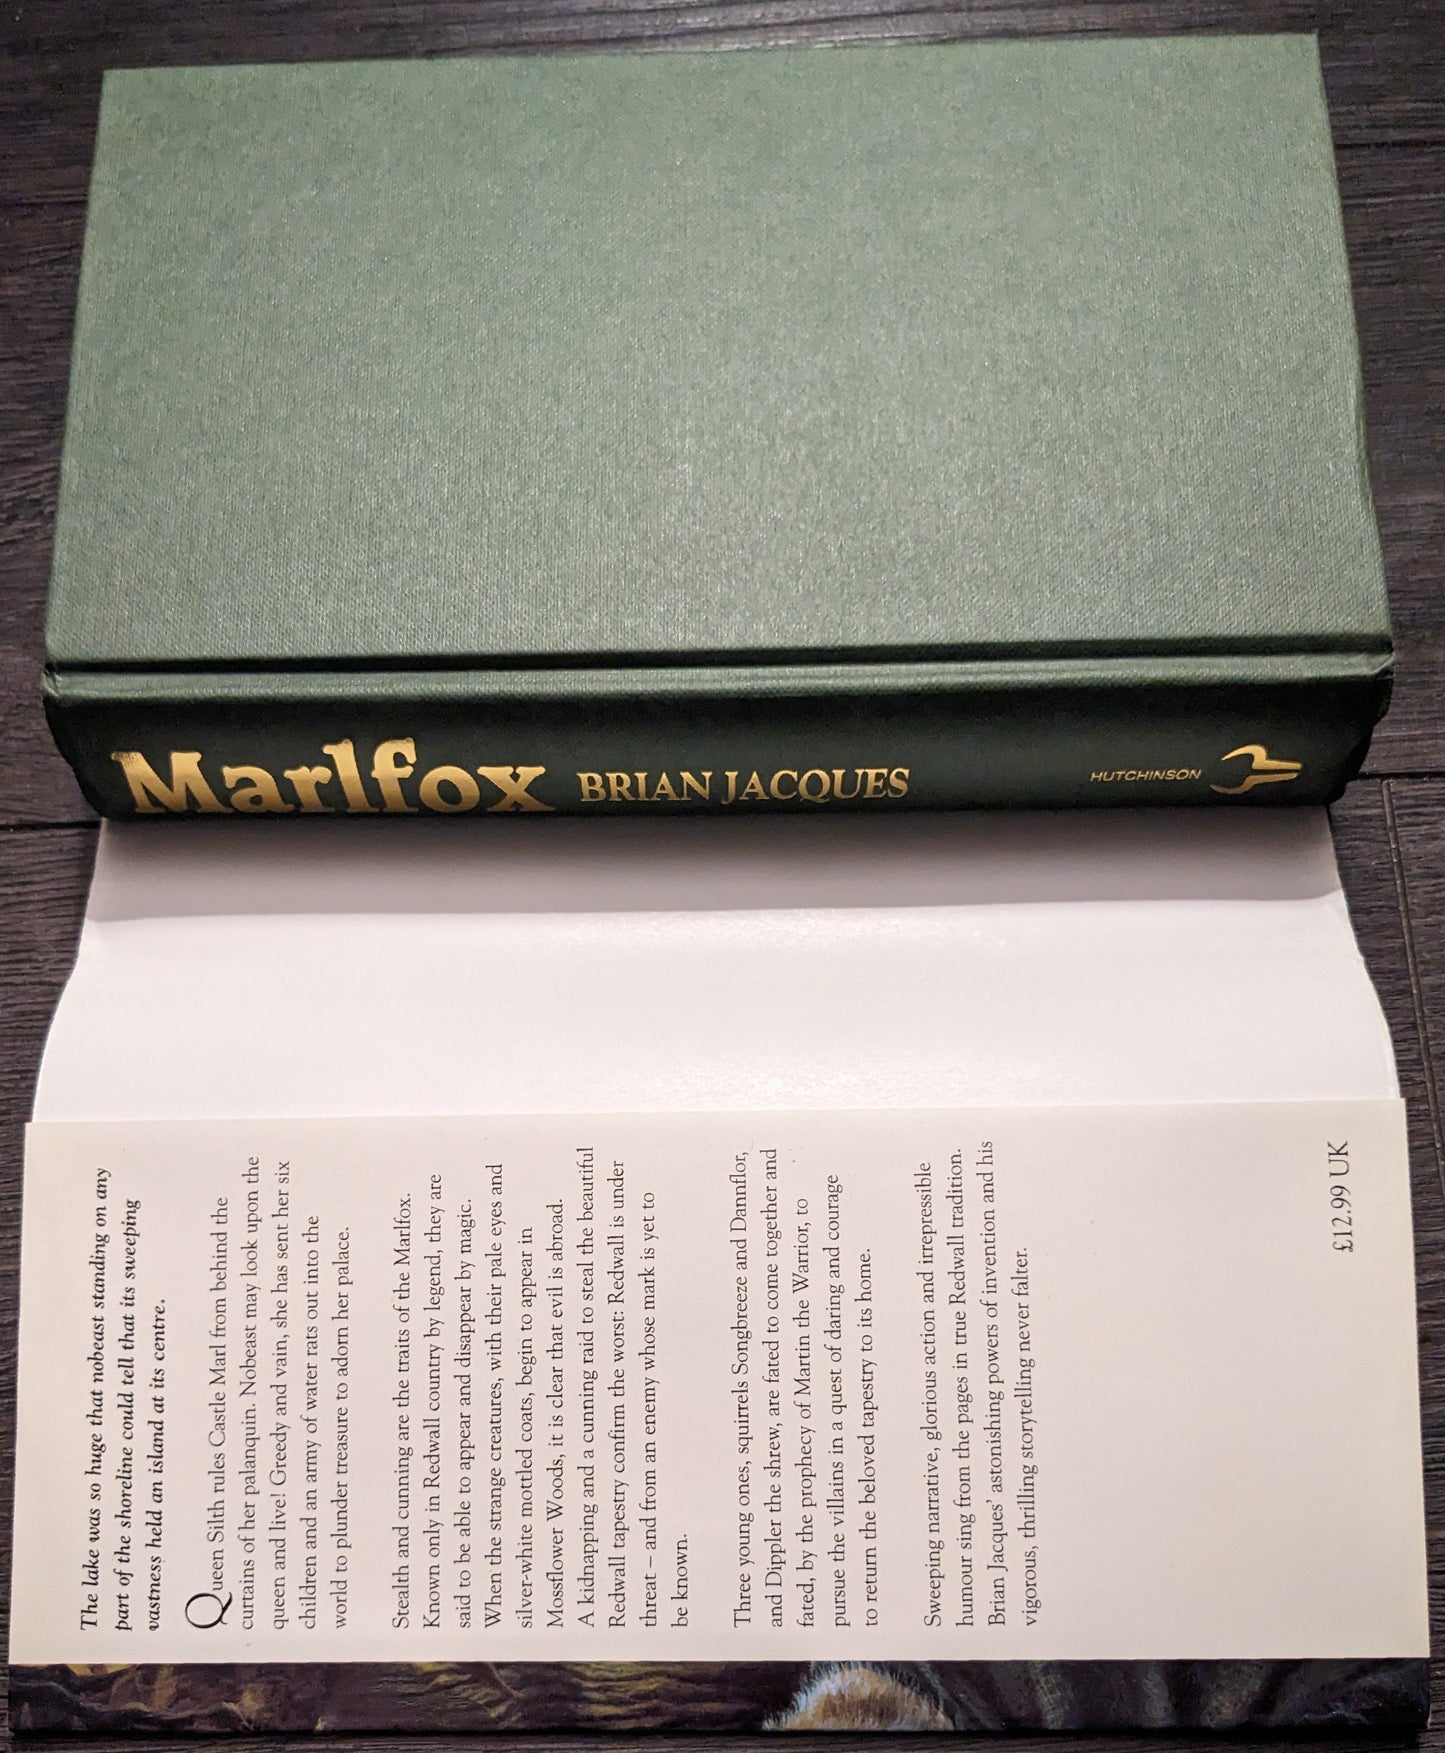 Marlfox BRIAN JACQUES HUTCHINSON
The lake was so huge that nobeast standing on any
part of the shoreline could tell that its sweeping
vastness held an island at its centre.
Queen Silth rules Castle Marl from behind the
curtains of her palanquin. Nobeast may look upon the
queen and live! Greedy and vain, she has sent her six
children and an army of water rats out into the
world to plunder treasure to adorn her palace.
Stealth and cunning are the traits of the Marlfox.
Known only in Redwall country by legend, they are
said to be able to appear and disappear by magic.
When the strange creatures, with their pale eyes and
silver-white mottled coats, begin to appear in
Mossflower Woods, it is clear that evil is abroad.
A kidnapping and a cunning raid to steal the beautiful
Redwall tapestry confirm the worst: Redwall is under
threat – and from an enemy whose mark is yet to
be known.
Three young ones, squirrels Songbreeze and Dannflor,
and Dippler the shrew, are fated to come together and
fated, by the prophecy of Martin the Warrior, to
pursue the villains in a quest of daring and courage
to return the beloved tapestry to its home.
Sweeping narrative, glorious action and irrepressible
humour sing from the pages in true Redwall tradition.
Brian Jacques' astonishing powers of invention and his
vigorous, thrilling storytelling never falter.
£12.99 UK